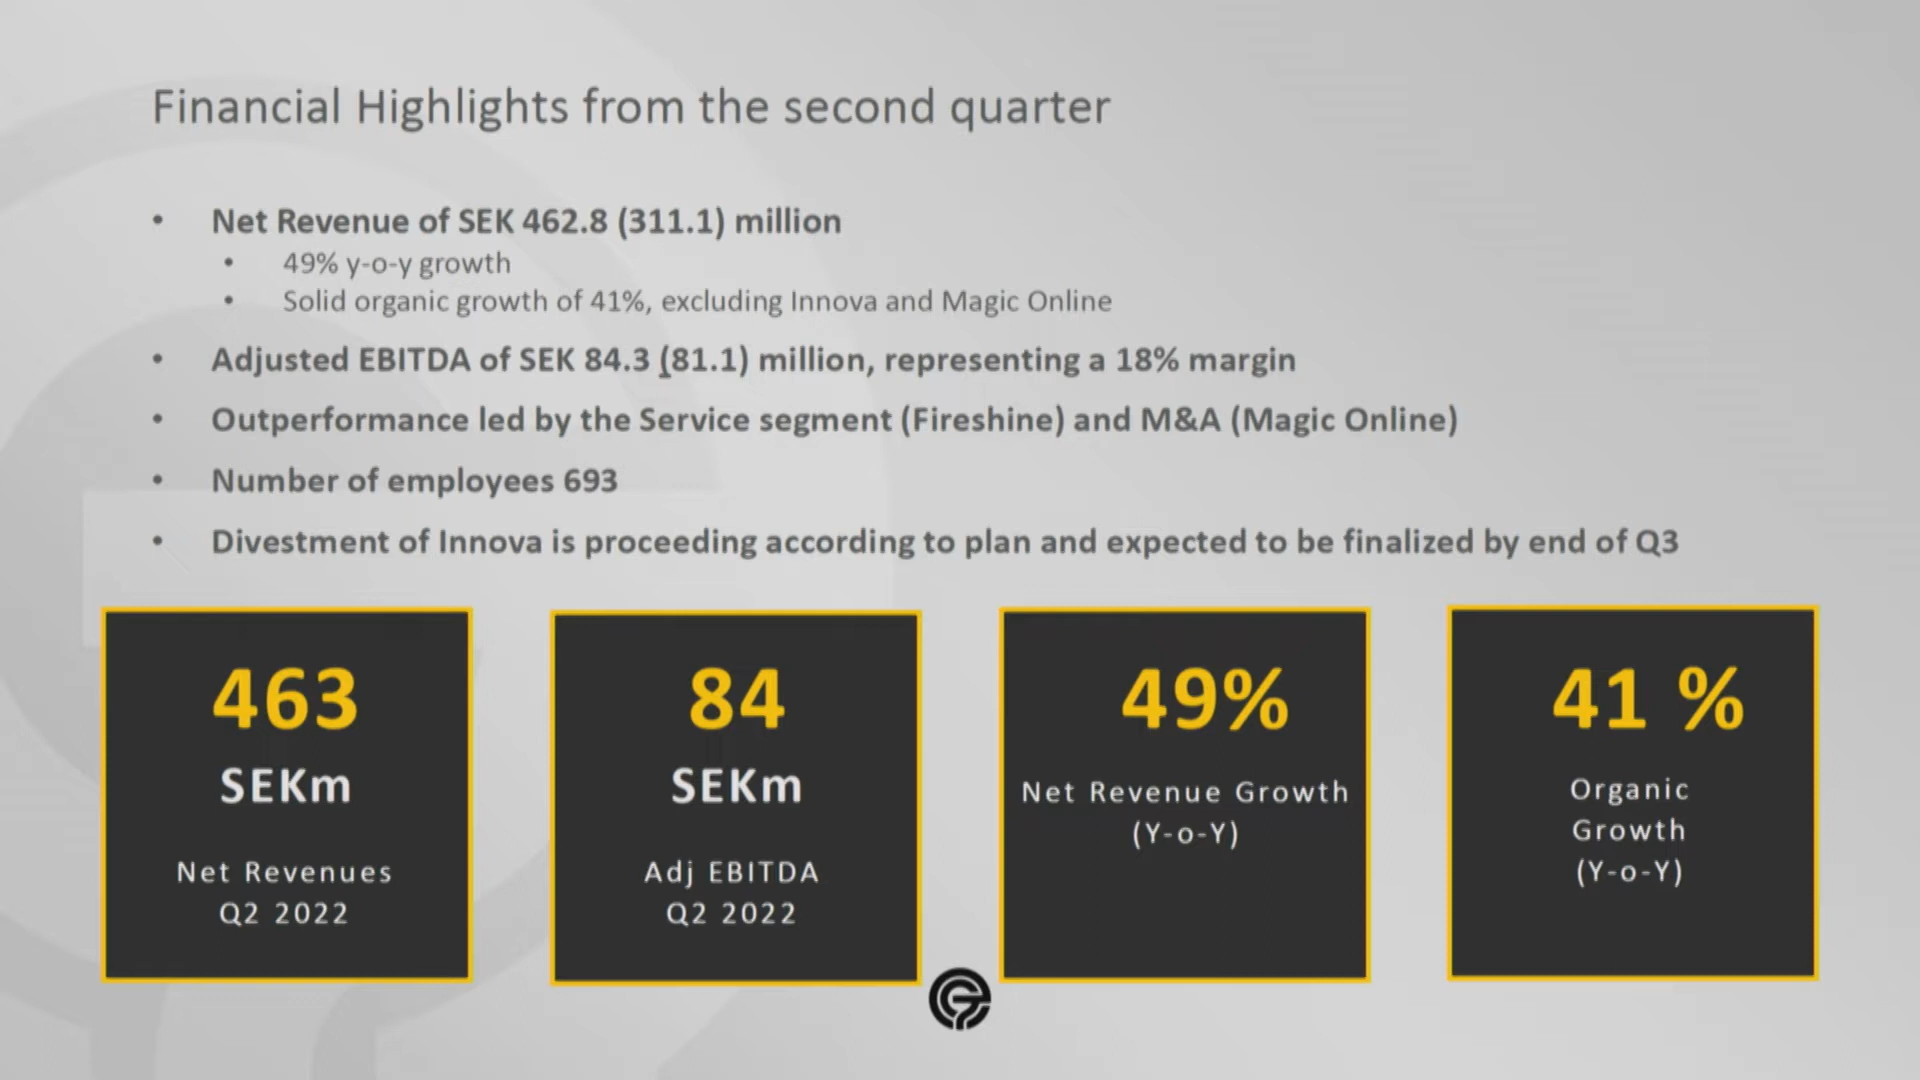 Financial Highlights from the second quarter
• Net Revenue of SEK 462.8 (311.1) million
• 49% y-o-y growth
• Solid organic growth of 41%, excluding Innova and Magic Online
• Adjusted EBITDA of SEK 84.3 (81.1) million, representing a 18% margin
• Outperformance led by the Service segment (Fireshine) and M&A (Magic Online)
• Number of employees 693
• Divestment of Innova is proceeding according to plan and expected to be finalized by end of Q3
463
SEKm
Net Revenues
Q2 2022
84
SEKm
Adj EBITDA
Q2 2022
49%
Net Revenue Growth
(Y-o-Y)
41 %
Organic
Growth
(Y-o-Y)